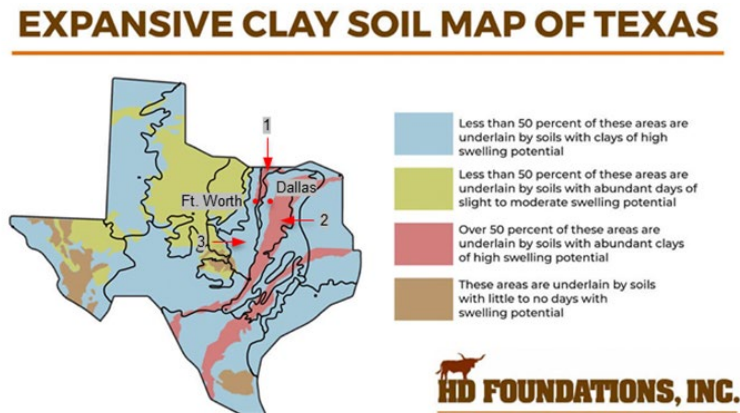 EXPANSIVE CLAY SOIL MAP OF TEXAS
1
Ft. Worth
Dallas
2
3
Less than 50 percent of these areas are
underlain by soils with clays of high
swelling potential
Less than 50 percent of these areas are
underlain by soils with abundant days of
slight to moderate swelling potential
Over 50 percent of these areas are
underlain by soils with abundant clays
of high swelling potential
These areas are underlain by soils
with little to no days with
swelling potential
HD FOUNDATIONS, INC.